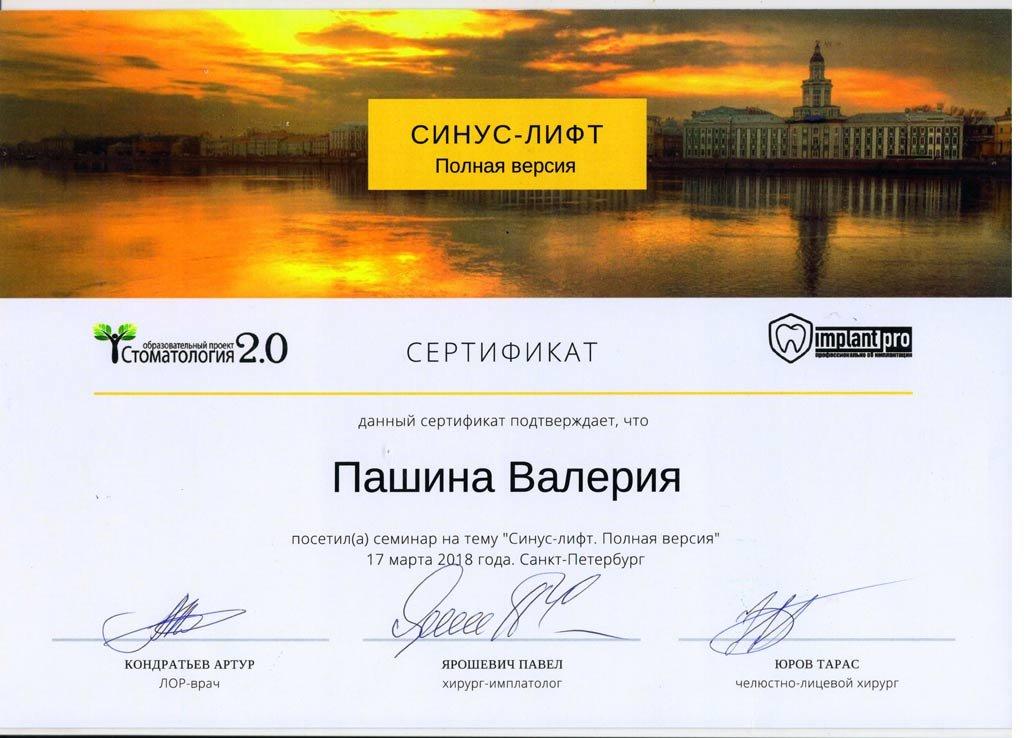 СИНУС-ЛИФТ
Полная версия
образовательный проект
Стоматология 2.0
СЕРТИФИКАТ
implant pro
профессионально об имплантации
данный сертификат подтверждает, что
Пашина Валерия
посетил(а) семинар на тему "Синус-лифт. Полная версия"
17 марта 2018 года. Санкт-Петербург
КОНДРАТЬЕВ АРТУР
ЛОР-врач
ЯРОШЕВИЧ ПАВЕЛ
хирург-имплатолог
ЮРОВ ТАРАС
челюстно-лицевой хирург